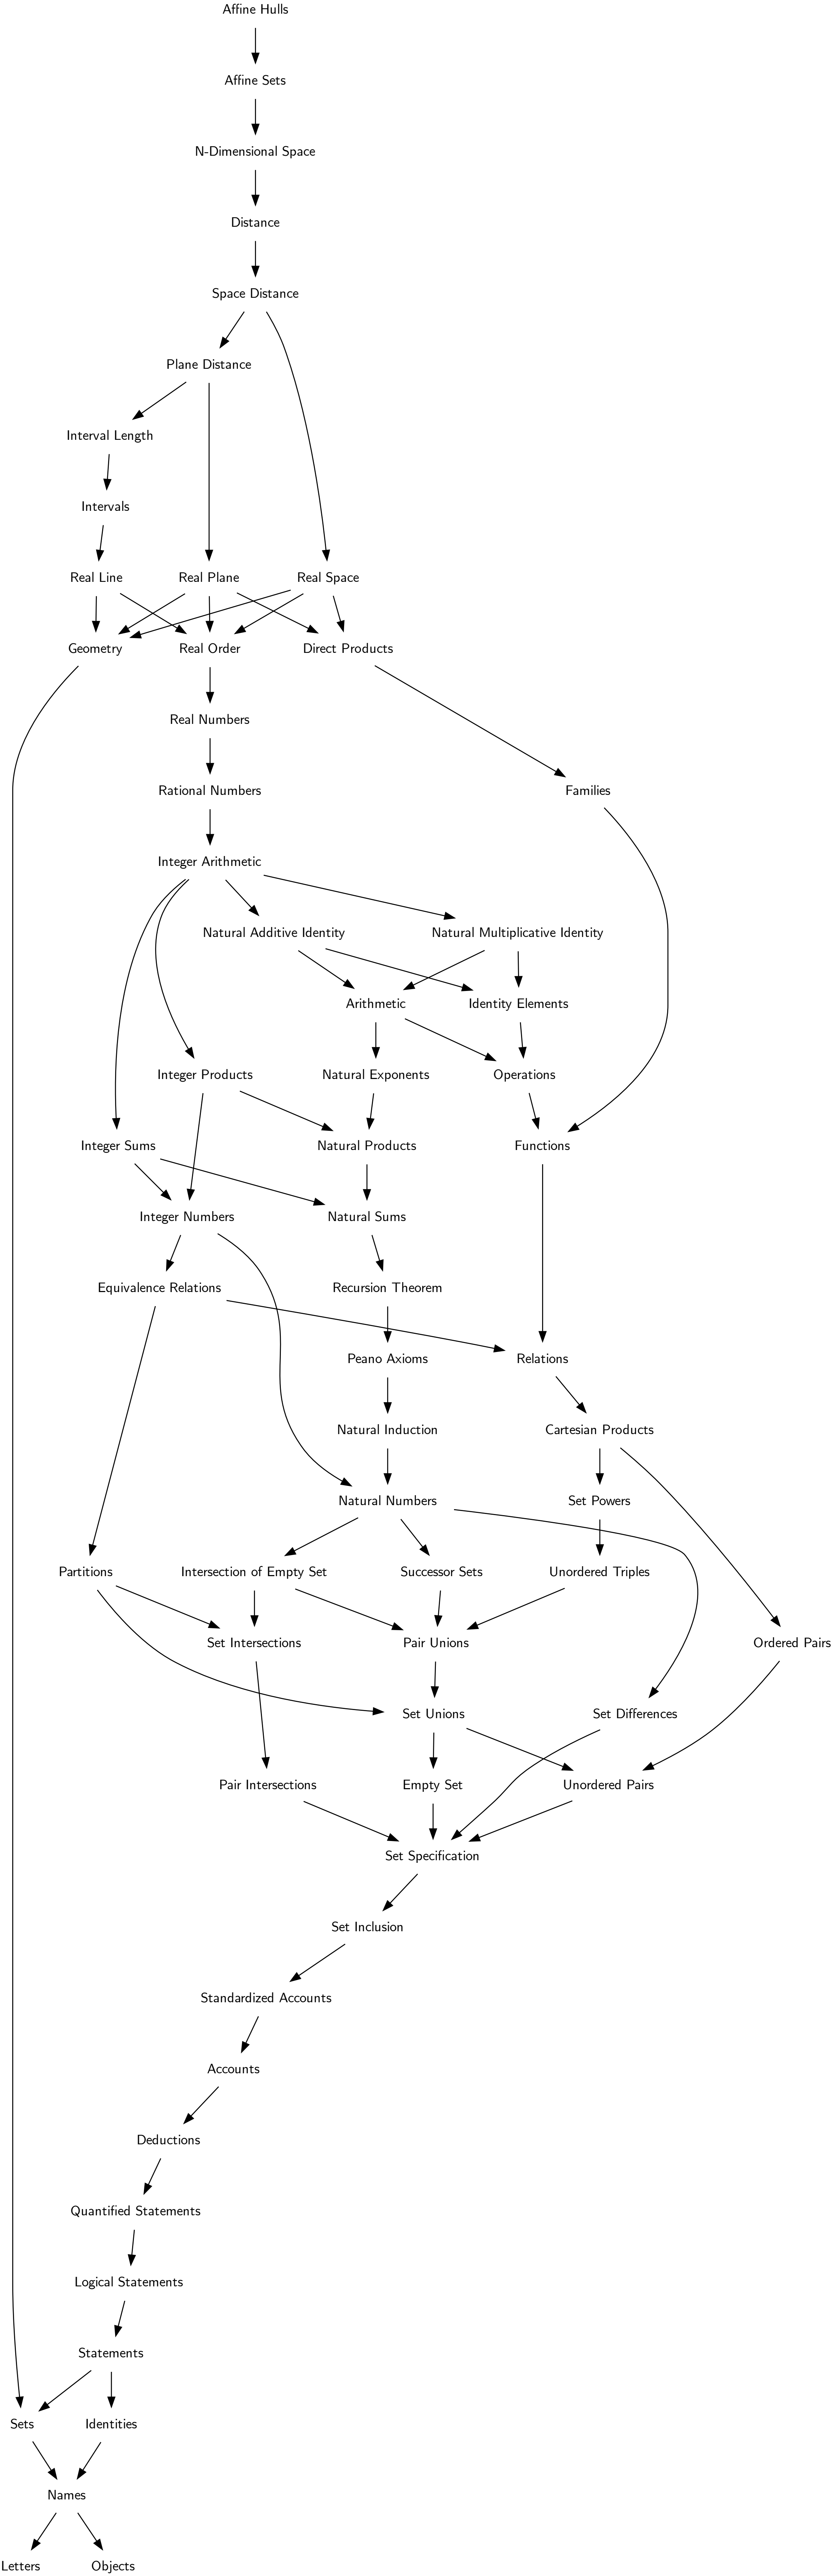 Affine Hulls
Affine Sets
N-Dimensional Space
Distance
Space Distance
Plane Distance
Interval Length
Intervals
Real Line
Real Plane
Real Space
Geometry
Real Order
Direct Products
Real Numbers
Rational Numbers
Families
Integer Arithmetic
Natural Additive Identity
Natural Multiplicative Identity
Arithmetic
Identity Elements
Integer Products
Natural Exponents
Operations
Integer Sums
Natural Products
Functions
Integer Numbers
Natural Sums
Equivalence Relations
Recursion Theorem
Peano Axioms
Relations
Natural Induction
Cartesian Products
Natural Numbers
Set Powers
Partitions
Intersection of Empty Set
Successor Sets
Unordered Triples
Set Intersections
Pair Unions
Ordered Pairs
Set Unions
Set Differences
Pair Intersections
Empty Set
Unordered Pairs
Set Specification
Set Inclusion
Standardized Accounts
Accounts
Deductions
Quantified Statements
Logical Statements
Statements
Sets
Identities
Names
Letters
Objects